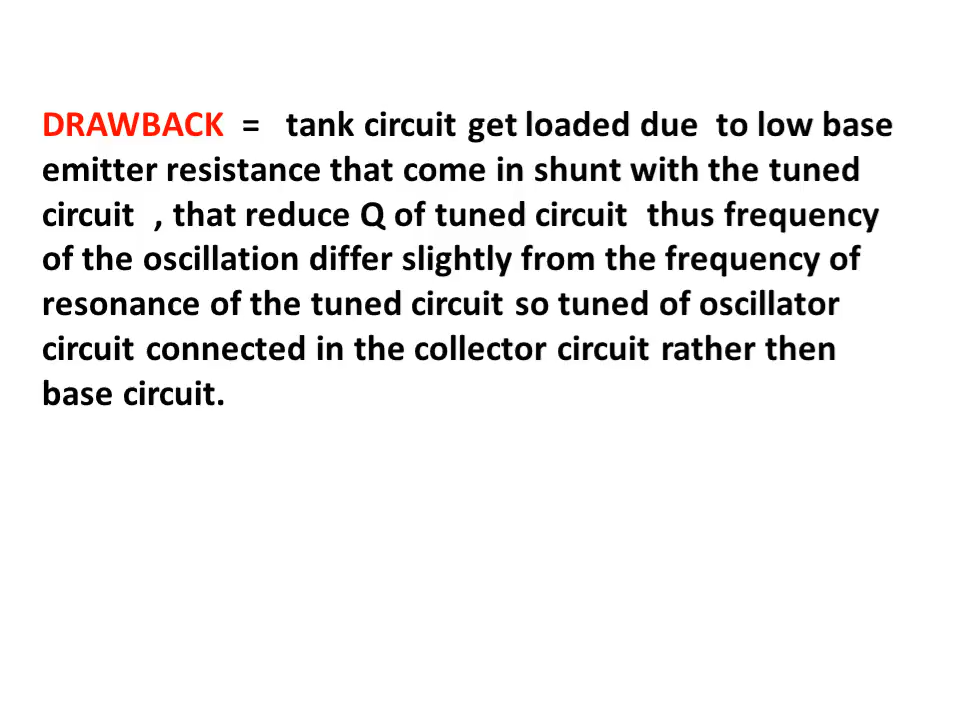 DRAWBACK = tank circuit get loaded due to low base
emitter resistance that come in shunt with the tuned
circuit , that reduce Q of tuned circuit thus frequency
of the oscillation differ slightly from the frequency of
resonance of the tuned circuit so tuned of oscillator
circuit connected in the collector circuit rather then
base circuit.